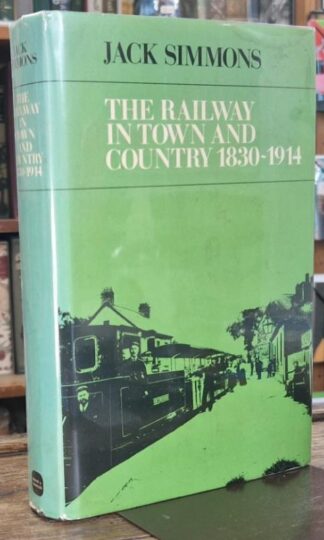 JACK SIMMONS
THE RAILWAY
IN TOWN AND
COUNTRY 1830-1914
JACK
SIMMONS
THE
RAILWAY
IN
TOWN
AND
COUNTRY
1830-1914